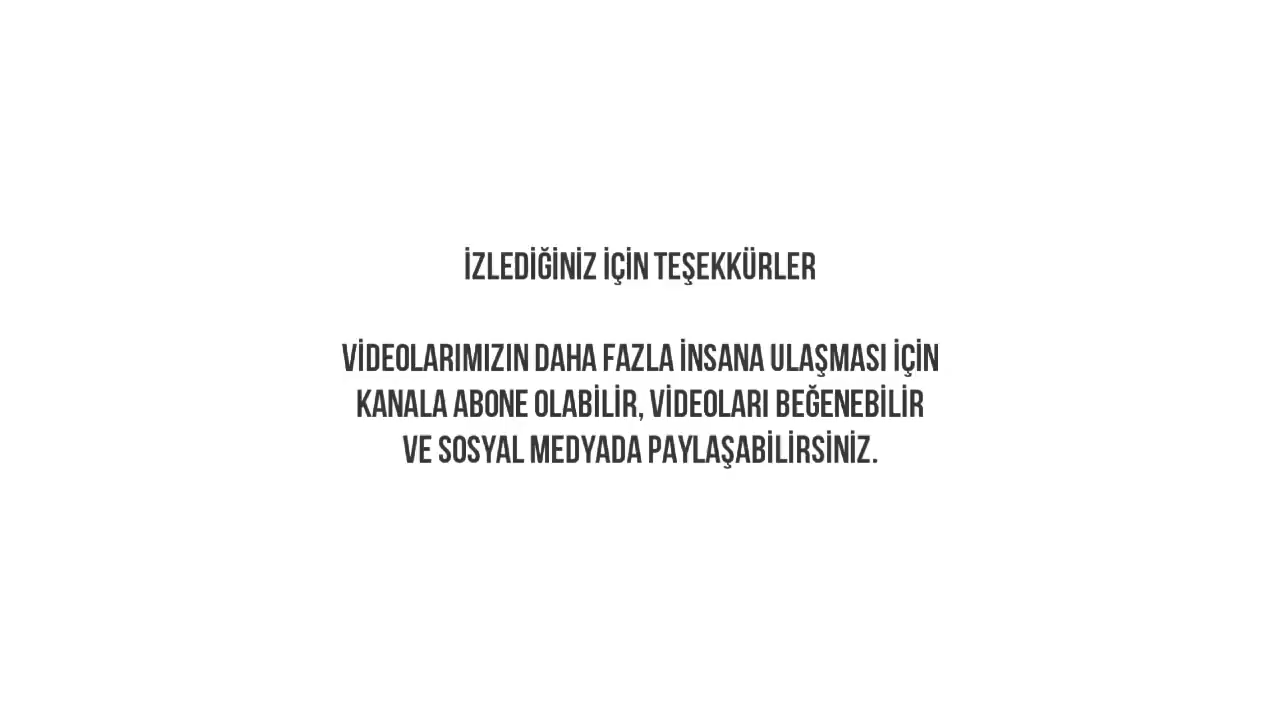 İZLEDİĞİNİZ İÇİN TEŞEKKÜRLER
VİDEOLARIMIZIN DAHA FAZLA İNSANA ULAŞMASI İÇİN
KANALA ABONE OLABİLİR, VİDEOLARI BEĞENEBİLİR
VE SOSYAL MEDYADA PAYLAŞABİLİRSİNİZ.